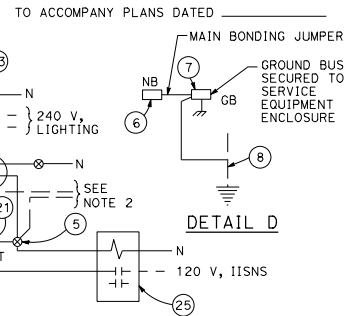 TO ACCOMPANY PLANS DATED
MAIN BONDING JUMPER
3
7
GROUND BUS
SECURED TO
SERVICE
EQUIPMENT
ENCLOSURE
NB
GB
N
6
240 V,
LIGHTING
8
N
SEE
NOTE 2
21
5
DETAIL D
T
N
120 V, IISNS
25